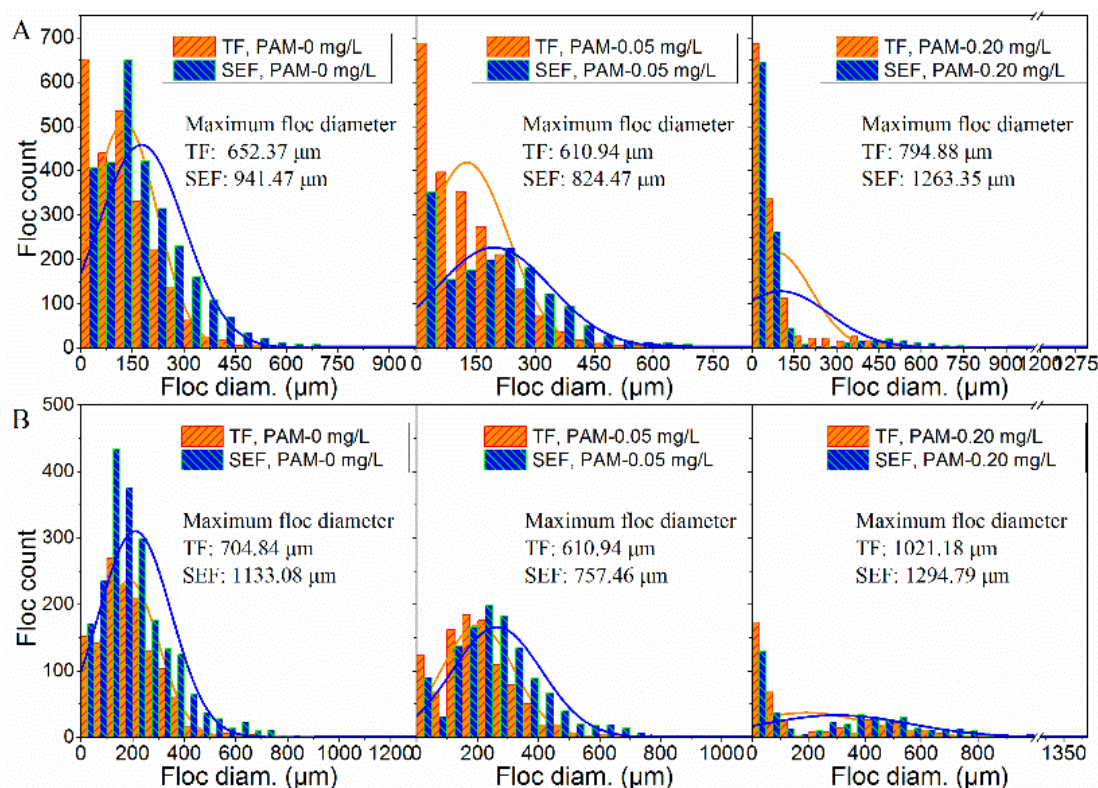 A
TF, PAM-0 mg/L
SEF, PAM-0 mg/L
Maximum floc diameter
TF: 652.37 μm
SEF: 941.47 μm
TF, PAM-0.05 mg/L
SEF, PAM-0.05 mg/L
Maximum floc diameter
TF: 610.94 μm
SEF: 824.47 μm
TF, PAM-0.20 mg/L
SEF, PAM-0.20 mg/L
Maximum floc diameter
TF: 794.88 μm
SEF: 1263.35 μm
Floc count
700
600
500
400
300
200
100
0
0 150 300 450 600 750 900
150 300 450 600 750
0 150 300 450 600 750 900 1200 1275
Floc diam. (μm)
Floc diam. (μm)
Floc diam. (μm)
B
TF, PAM-0 mg/L
SEF, PAM-0 mg/L
Maximum floc diameter
TF: 704.84 μm
SEF: 1133.08 μm
TF, PAM-0.05 mg/L
SEF, PAM-0.05 mg/L
Maximum floc diameter
TF: 610.94 μm
SEF: 757.46 μm
TF, PAM-0.20 mg/L
SEF, PAM-0.20 mg/L
Maximum floc diameter
TF: 1021.18 μm
SEF: 1294.79 μm
Floc count
500
400
300
200
100
0
0 200 400 600 800 1000 1200
200 400 600 800 1000
0 200 400 600 800 1000 1350
Floc diam. (μm)
Floc diam. (μm)
Floc diam. (μm)